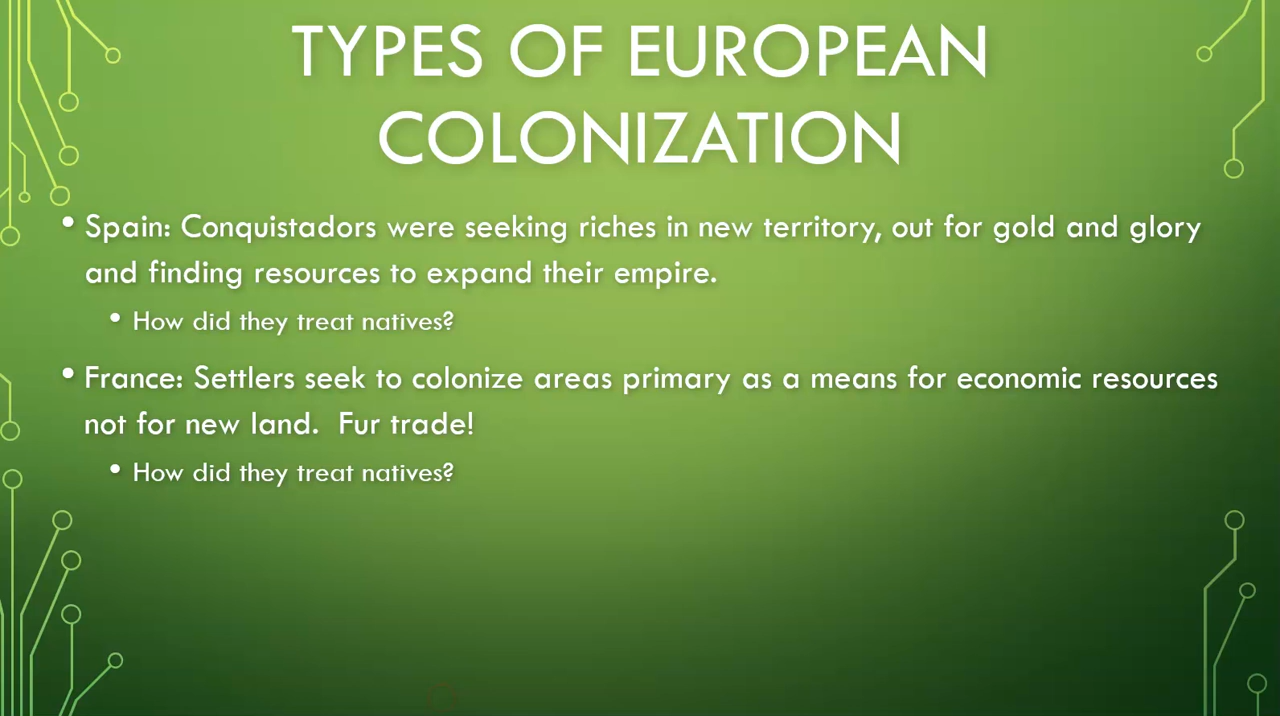 TYPES OF EUROPEAN
COLONIZATION
• Spain: Conquistadors were seeking riches in new territory, out for gold and glory
and finding resources to expand their empire.
• How did they treat natives?
• France: Settlers seek to colonize areas primary as a means for economic resources
not for new land.  Fur trade!
• How did they treat natives?